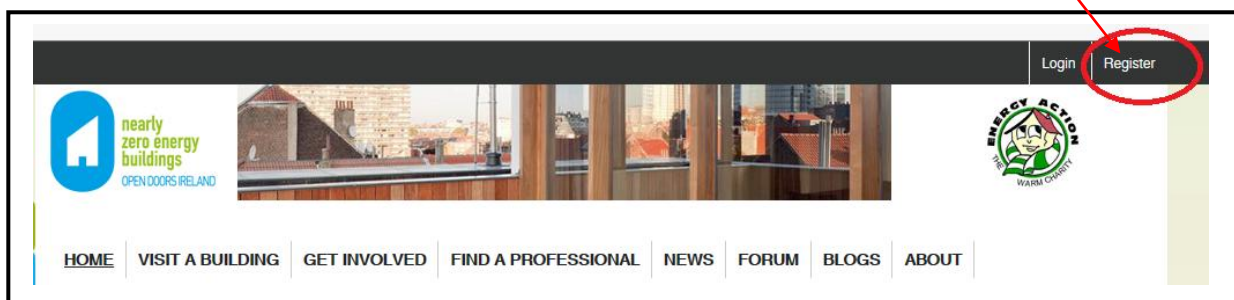 Login Register
nearly
zero energy
buildings
OPEN DOORS IRELAND
ENERGY ACTION
THE WARM CHARITY
HOME VISIT A BUILDING GET INVOLVED FIND A PROFESSIONAL NEWS FORUM BLOGS ABOUT